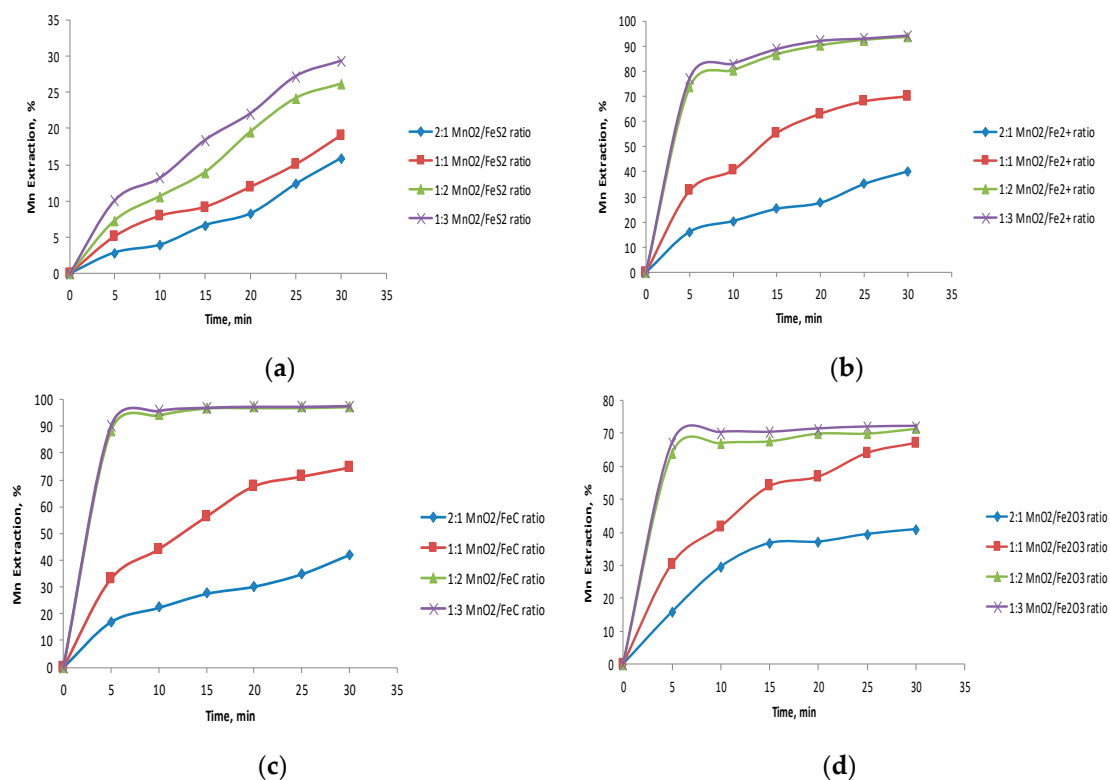 35
30
25
20
15
10
5
0
Mn Extraction, %
0 5 10 15 20 25 30 35
Time, min
2:1 MnO2/FeS2 ratio
1:1 MnO2/FeS2 ratio
1:2 MnO2/FeS2 ratio
1:3 MnO2/FeS2 ratio
(a)
100
90
80
70
60
50
40
30
20
10
0
Mn Extraction, %
0 5 10 15 20 25 30 35
Time, min
2:1 MnO2/Fe2+ ratio
1:1 MnO2/Fe2+ ratio
1:2 MnO2/Fe2+ ratio
1:3 MnO2/Fe2+ ratio
(b)
100
90
80
70
60
50
40
30
20
10
0
Mn Extraction, %
0 5 10 15 20 25 30 35
Time, min
2:1 MnO2/FeC ratio
1:1 MnO2/FeC ratio
1:2 MnO2/FeC ratio
1:3 MnO2/FeC ratio
(c)
80
70
60
50
40
30
20
10
0
Mn Extraction, %
0 5 10 15 20 25 30 35
Time, min
2:1 MnO2/Fe2O3 ratio
1:1 MnO2/Fe2O3 ratio
1:2 MnO2/Fe2O3 ratio
1:3 MnO2/Fe2O3 ratio
(d)